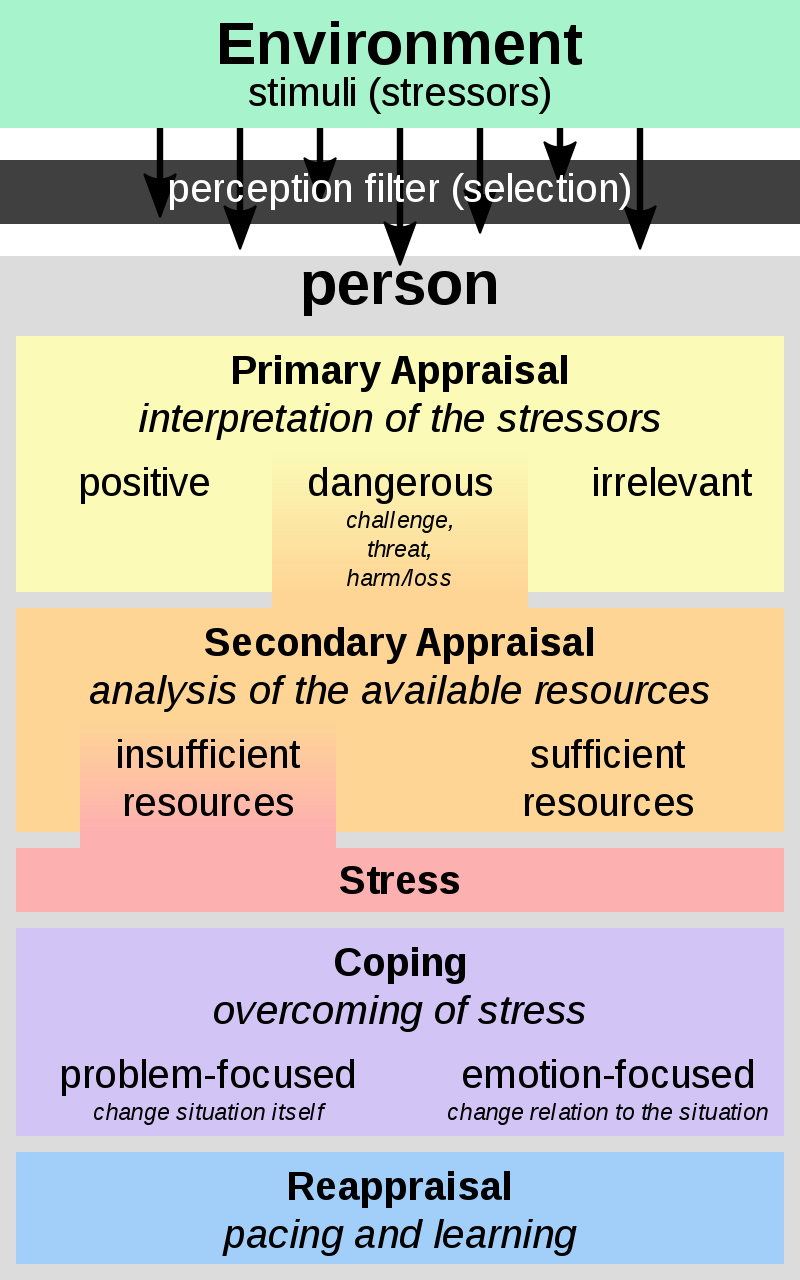 Environment
stimuli (stressors)
perception filter (selection)
person
Primary Appraisal
interpretation of the stressors
positive
dangerous
irrelevant
challenge,
threat,
harm/loss
Secondary Appraisal
analysis of the available resources
insufficient
resources
sufficient
resources
Stress
Coping
overcoming of stress
problem-focused
change situation itself
emotion-focused
change relation to the situation
Reappraisal
pacing and learning